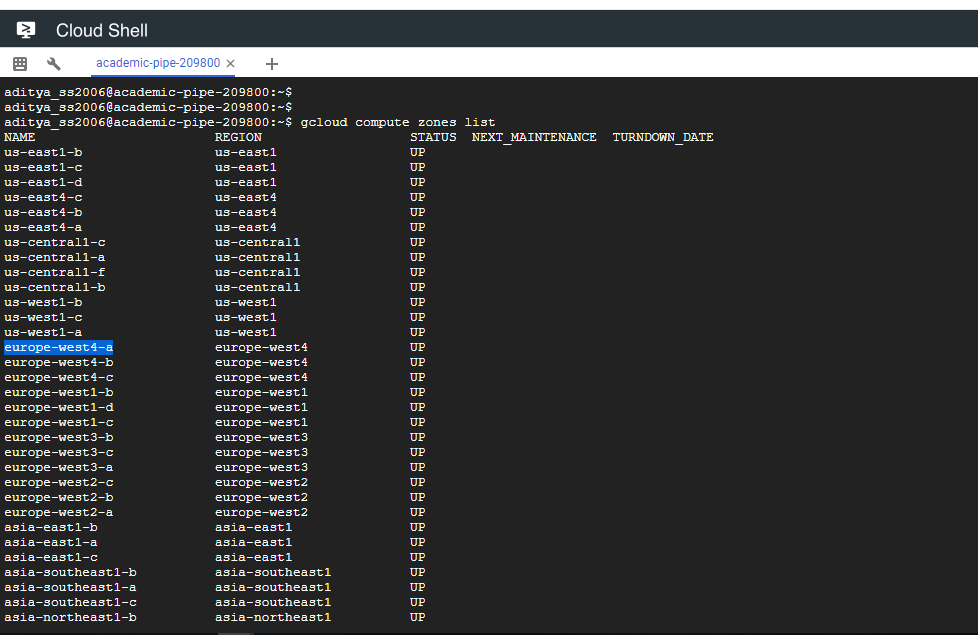 Cloud Shell
academic-pipe-209800 × +
aditya_ss2006@academic-pipe-209800:~$
aditya_ss2006@academic-pipe-209800:~$
aditya_ss2006@academic-pipe-209800:~$ gcloud compute zones list
NAME REGION STATUS NEXT_MAINTENANCE TURNDOWN_DATE
us-east1-b us-east1 UP
us-east1-c us-east1 UP
us-east1-d us-east1 UP
us-east4-c us-east4 UP
us-east4-b us-east4 UP
us-east4-a us-east4 UP
us-central1-c us-central1 UP
us-central1-a us-central1 UP
us-central1-f us-central1 UP
us-central1-b us-central1 UP
us-west1-b us-west1 UP
us-west1-c us-west1 UP
us-west1-a us-west1 UP
europe-west4-a europe-west4 UP
europe-west4-b europe-west4 UP
europe-west4-c europe-west4 UP
europe-west1-b europe-west1 UP
europe-west1-d europe-west1 UP
europe-west1-c europe-west1 UP
europe-west3-b europe-west3 UP
europe-west3-c europe-west3 UP
europe-west3-a europe-west3 UP
europe-west2-c europe-west2 UP
europe-west2-b europe-west2 UP
europe-west2-a europe-west2 UP
asia-east1-b asia-east1 UP
asia-east1-a asia-east1 UP
asia-east1-c asia-east1 UP
asia-southeast1-b asia-southeast1 UP
asia-southeast1-a asia-southeast1 UP
asia-southeast1-c asia-southeast1 UP
asia-northeast1-b asia-northeast1 UP